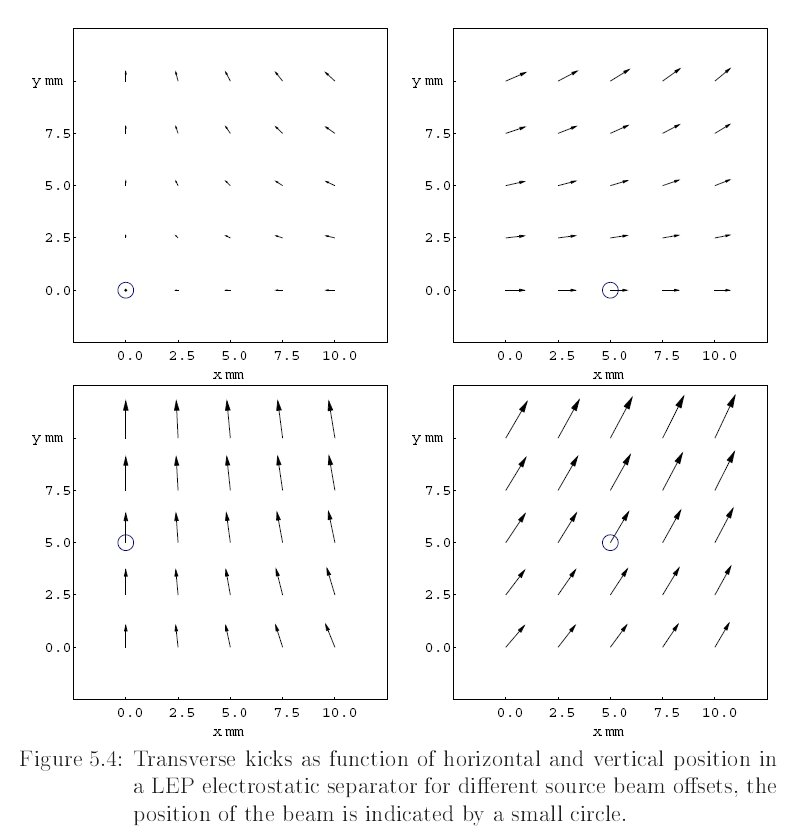 y mm
7.5
5.0
2.5
0.0
0.0 2.5 5.0 7.5 10.0
x mm
y mm
7.5
5.0
2.5
0.0
0.0 2.5 5.0 7.5 10.0
x mm
y mm
7.5
5.0
2.5
0.0
0.0 2.5 5.0 7.5 10.0
x mm
y mm
7.5
5.0
2.5
0.0
0.0 2.5 5.0 7.5 10.0
x mm
Figure 5.4: Transverse kicks as function of horizontal and vertical position in
a LEP electrostatic separator for different source beam offsets, the
position of the beam is indicated by a small circle.